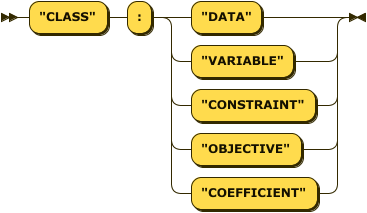 "CLASS" : "DATA"
"VARIABLE"
"CONSTRAINT"
"OBJECTIVE"
"COEFFICIENT"